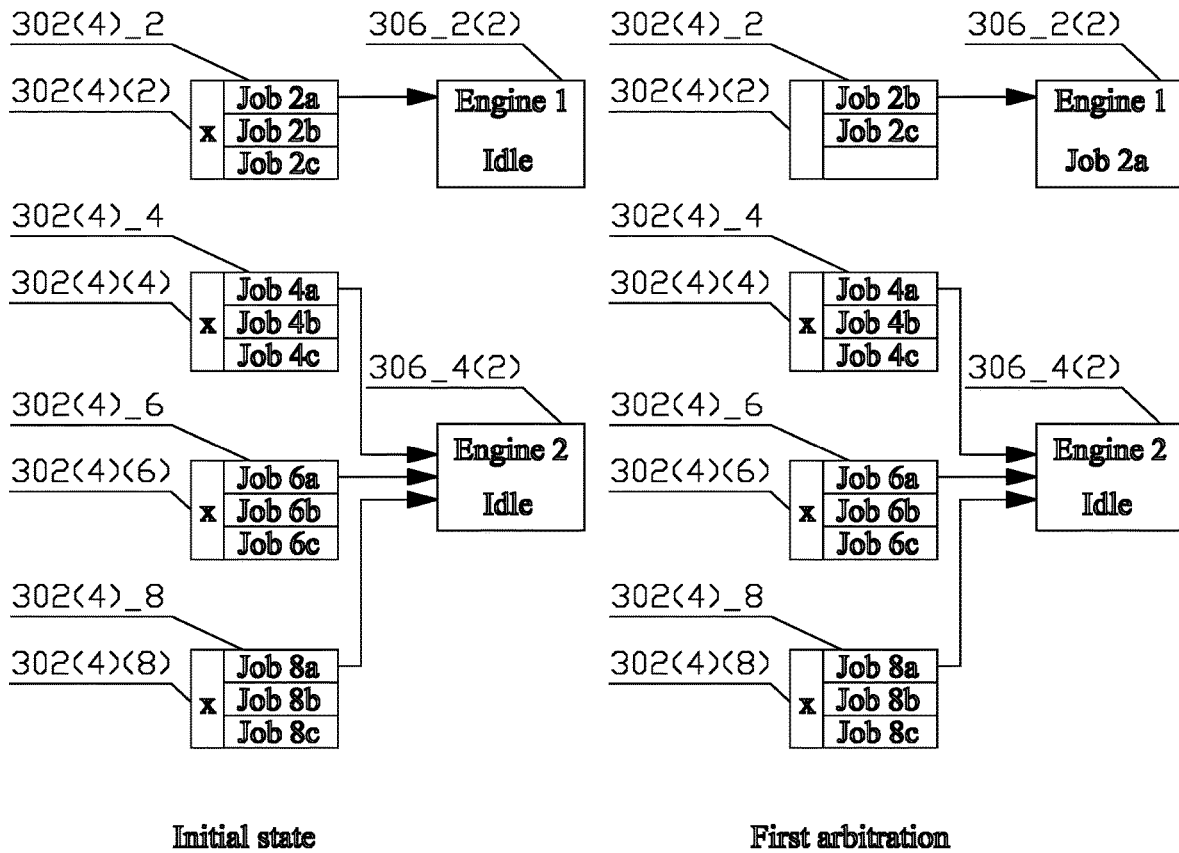 302(4)_2
306_2(2)
302(4)(2)
x
Job 2a
Job 2b
Job 2c
Engine 1
Idle
302(4)_4
302(4)(4)
x
Job 4a
Job 4b
Job 4c
306_4(2)
302(4)_6
302(4)(6)
x
Job 6a
Job 6b
Job 6c
Engine 2
Idle
302(4)_8
302(4)(8)
x
Job 8a
Job 8b
Job 8c
Initial state
302(4)_2
306_2(2)
302(4)(2)
Job 2b
Job 2c
Engine 1
Job 2a
302(4)_4
302(4)(4)
x
Job 4a
Job 4b
Job 4c
306_4(2)
302(4)_6
302(4)(6)
x
Job 6a
Job 6b
Job 6c
Engine 2
Idle
302(4)_8
302(4)(8)
x
Job 8a
Job 8b
Job 8c
First arbitration